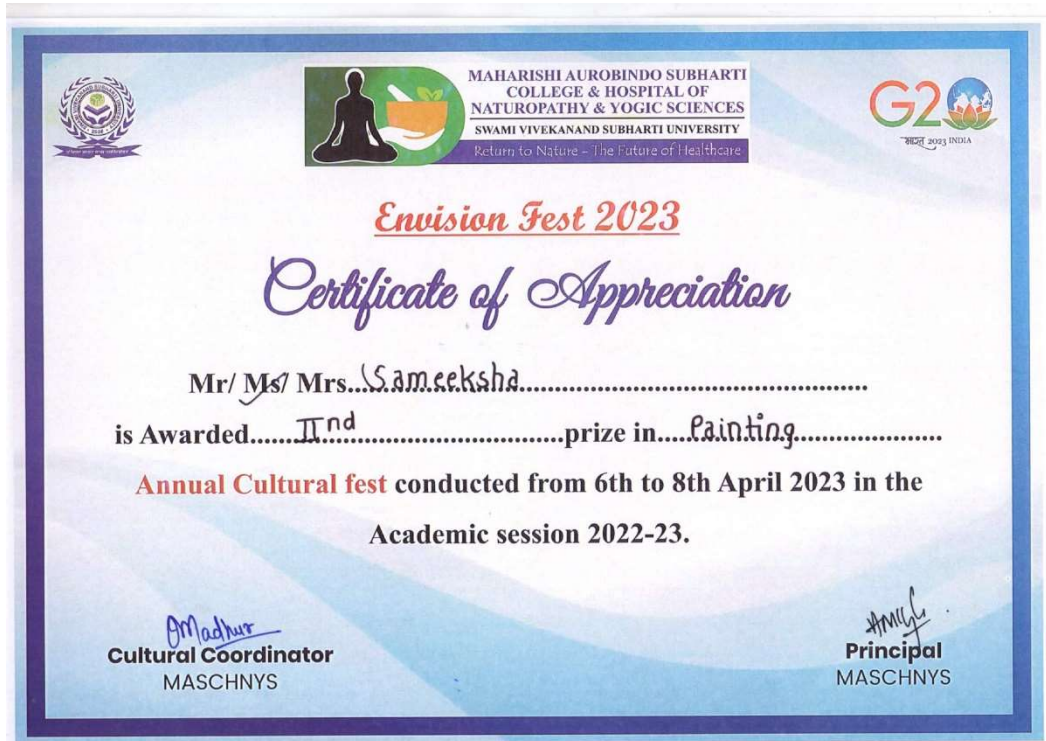 MAHARISHI AUROBINDO SUBHARTI
COLLEGE & HOSPITAL OF
NATUROPATHY & YOGIC SCIENCES
SWAMI VIVEKANAND SUBHARTI UNIVERSITY
Return to Nature - The Future of Healthcare
G20
भारत 2023 INDIA
Envision Fest 2023
Certificate of Appreciation
Mr/ Ms/ Mrs...Sameeksha...............................................
is Awarded.......IInd..............................prize in....Painting....................
Annual Cultural fest conducted from 6th to 8th April 2023 in the
Academic session 2022-23.
Madhur
Cultural Coordinator
MASCHNYS
Principal
MASCHNYS